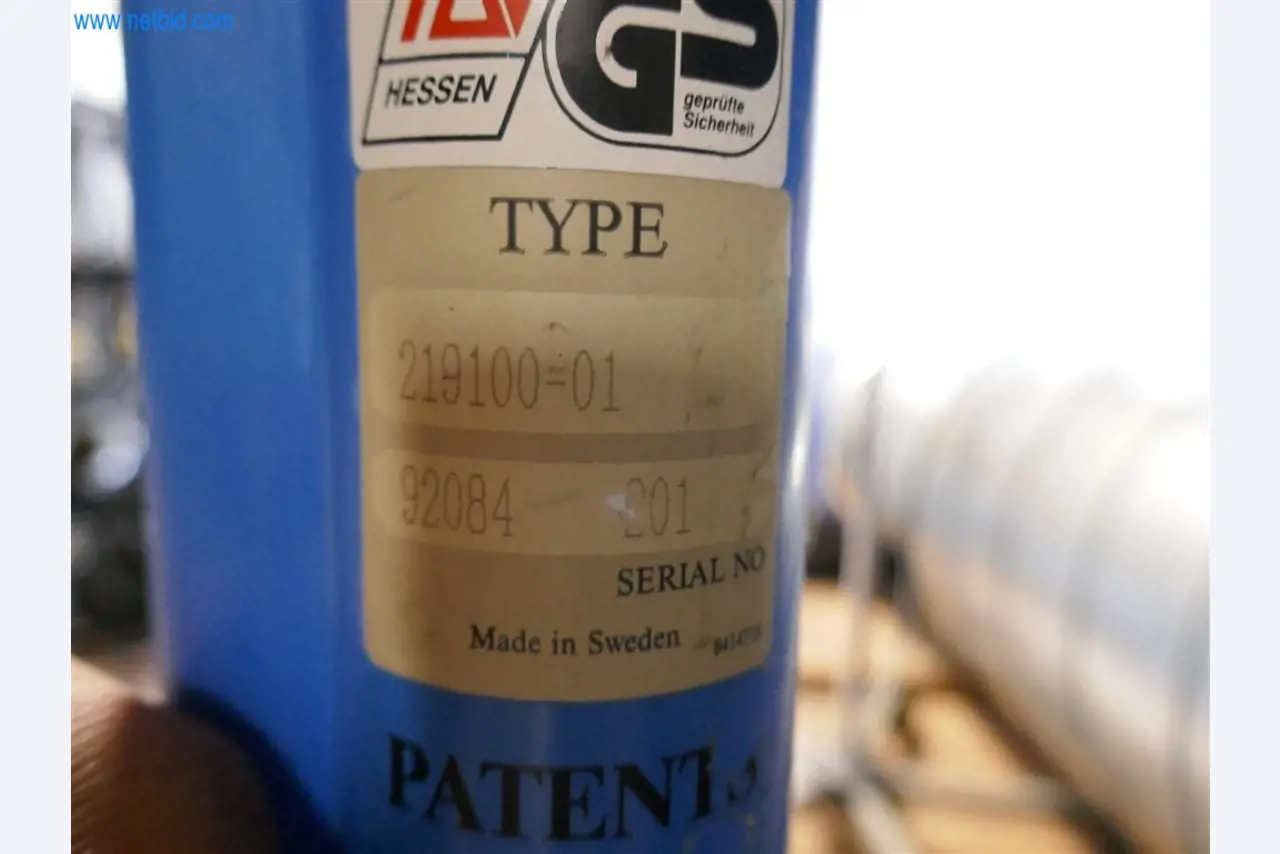 www.netbid.com
HESSEN
GS
geprüfte
Sicherheit
TYPE
219100-01
92084 201
SERIAL NO
Made in Sweden
PATENT